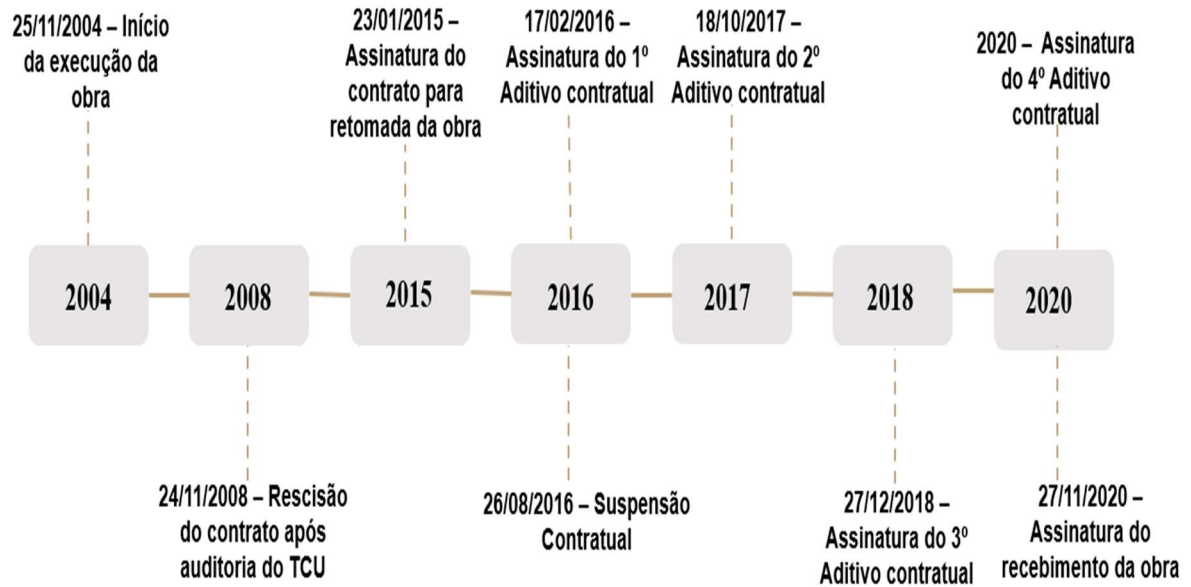 25/11/2004 – Início
da execução da
obra
23/01/2015 –
Assinatura do
contrato para
retomada da obra
17/02/2016 –
Assinatura do 1º
Aditivo contratual
18/10/2017 –
Assinatura do 2º
Aditivo contratual
2020 – Assinatura
do 4º Aditivo
contratual
2004
2008
2015
2016
2017
2018
2020
24/11/2008 – Rescisão
do contrato após
auditoria do TCU
26/08/2016 – Suspensão
Contratual
27/12/2018 –
Assinatura do 3º
Aditivo contratual
27/11/2020 –
Assinatura do
recebimento da obra